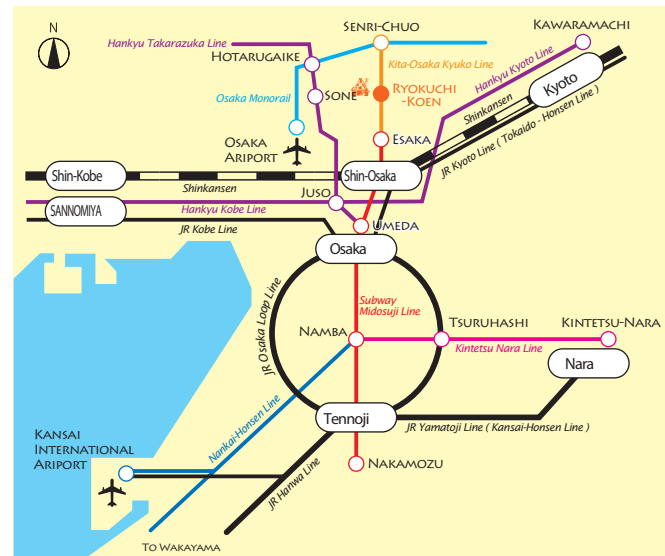 N
SENRI-CHUO
KAWARAMACHI
Hankyu Takarazuka Line
HOTARUGAIKE
Kita-Osaka Kyuko Line
Hankyu Kyoto Line
Kyoto
Osaka Monorail
SONE
RYOKUCHI
-KOEN
Shinkansen
JR Kyoto Line ( Tokaido - Honsen Line )
ESAKA
OSAKA
ARIPORT
Shin-Kobe
Shinkansen
Shin-Osaka
JUSO
SANNOMIYA
Hankyu Kobe Line
JR Kobe Line
UMEDA
Osaka
JR Osaka Loop Line
Subway
Midosuji Line
NAMBA
TSURUHASHI
KINTETSU-NARA
Kintetsu Nara Line
Nara
Nankai-Honsen Line
Tennoji
JR Yamatoji Line ( Kansai-Honsen Line )
KANSAI
INTERNATIONAL
ARIPORT
JR Hanwa Line
NAKAMOZU
TO WAKAYAMA